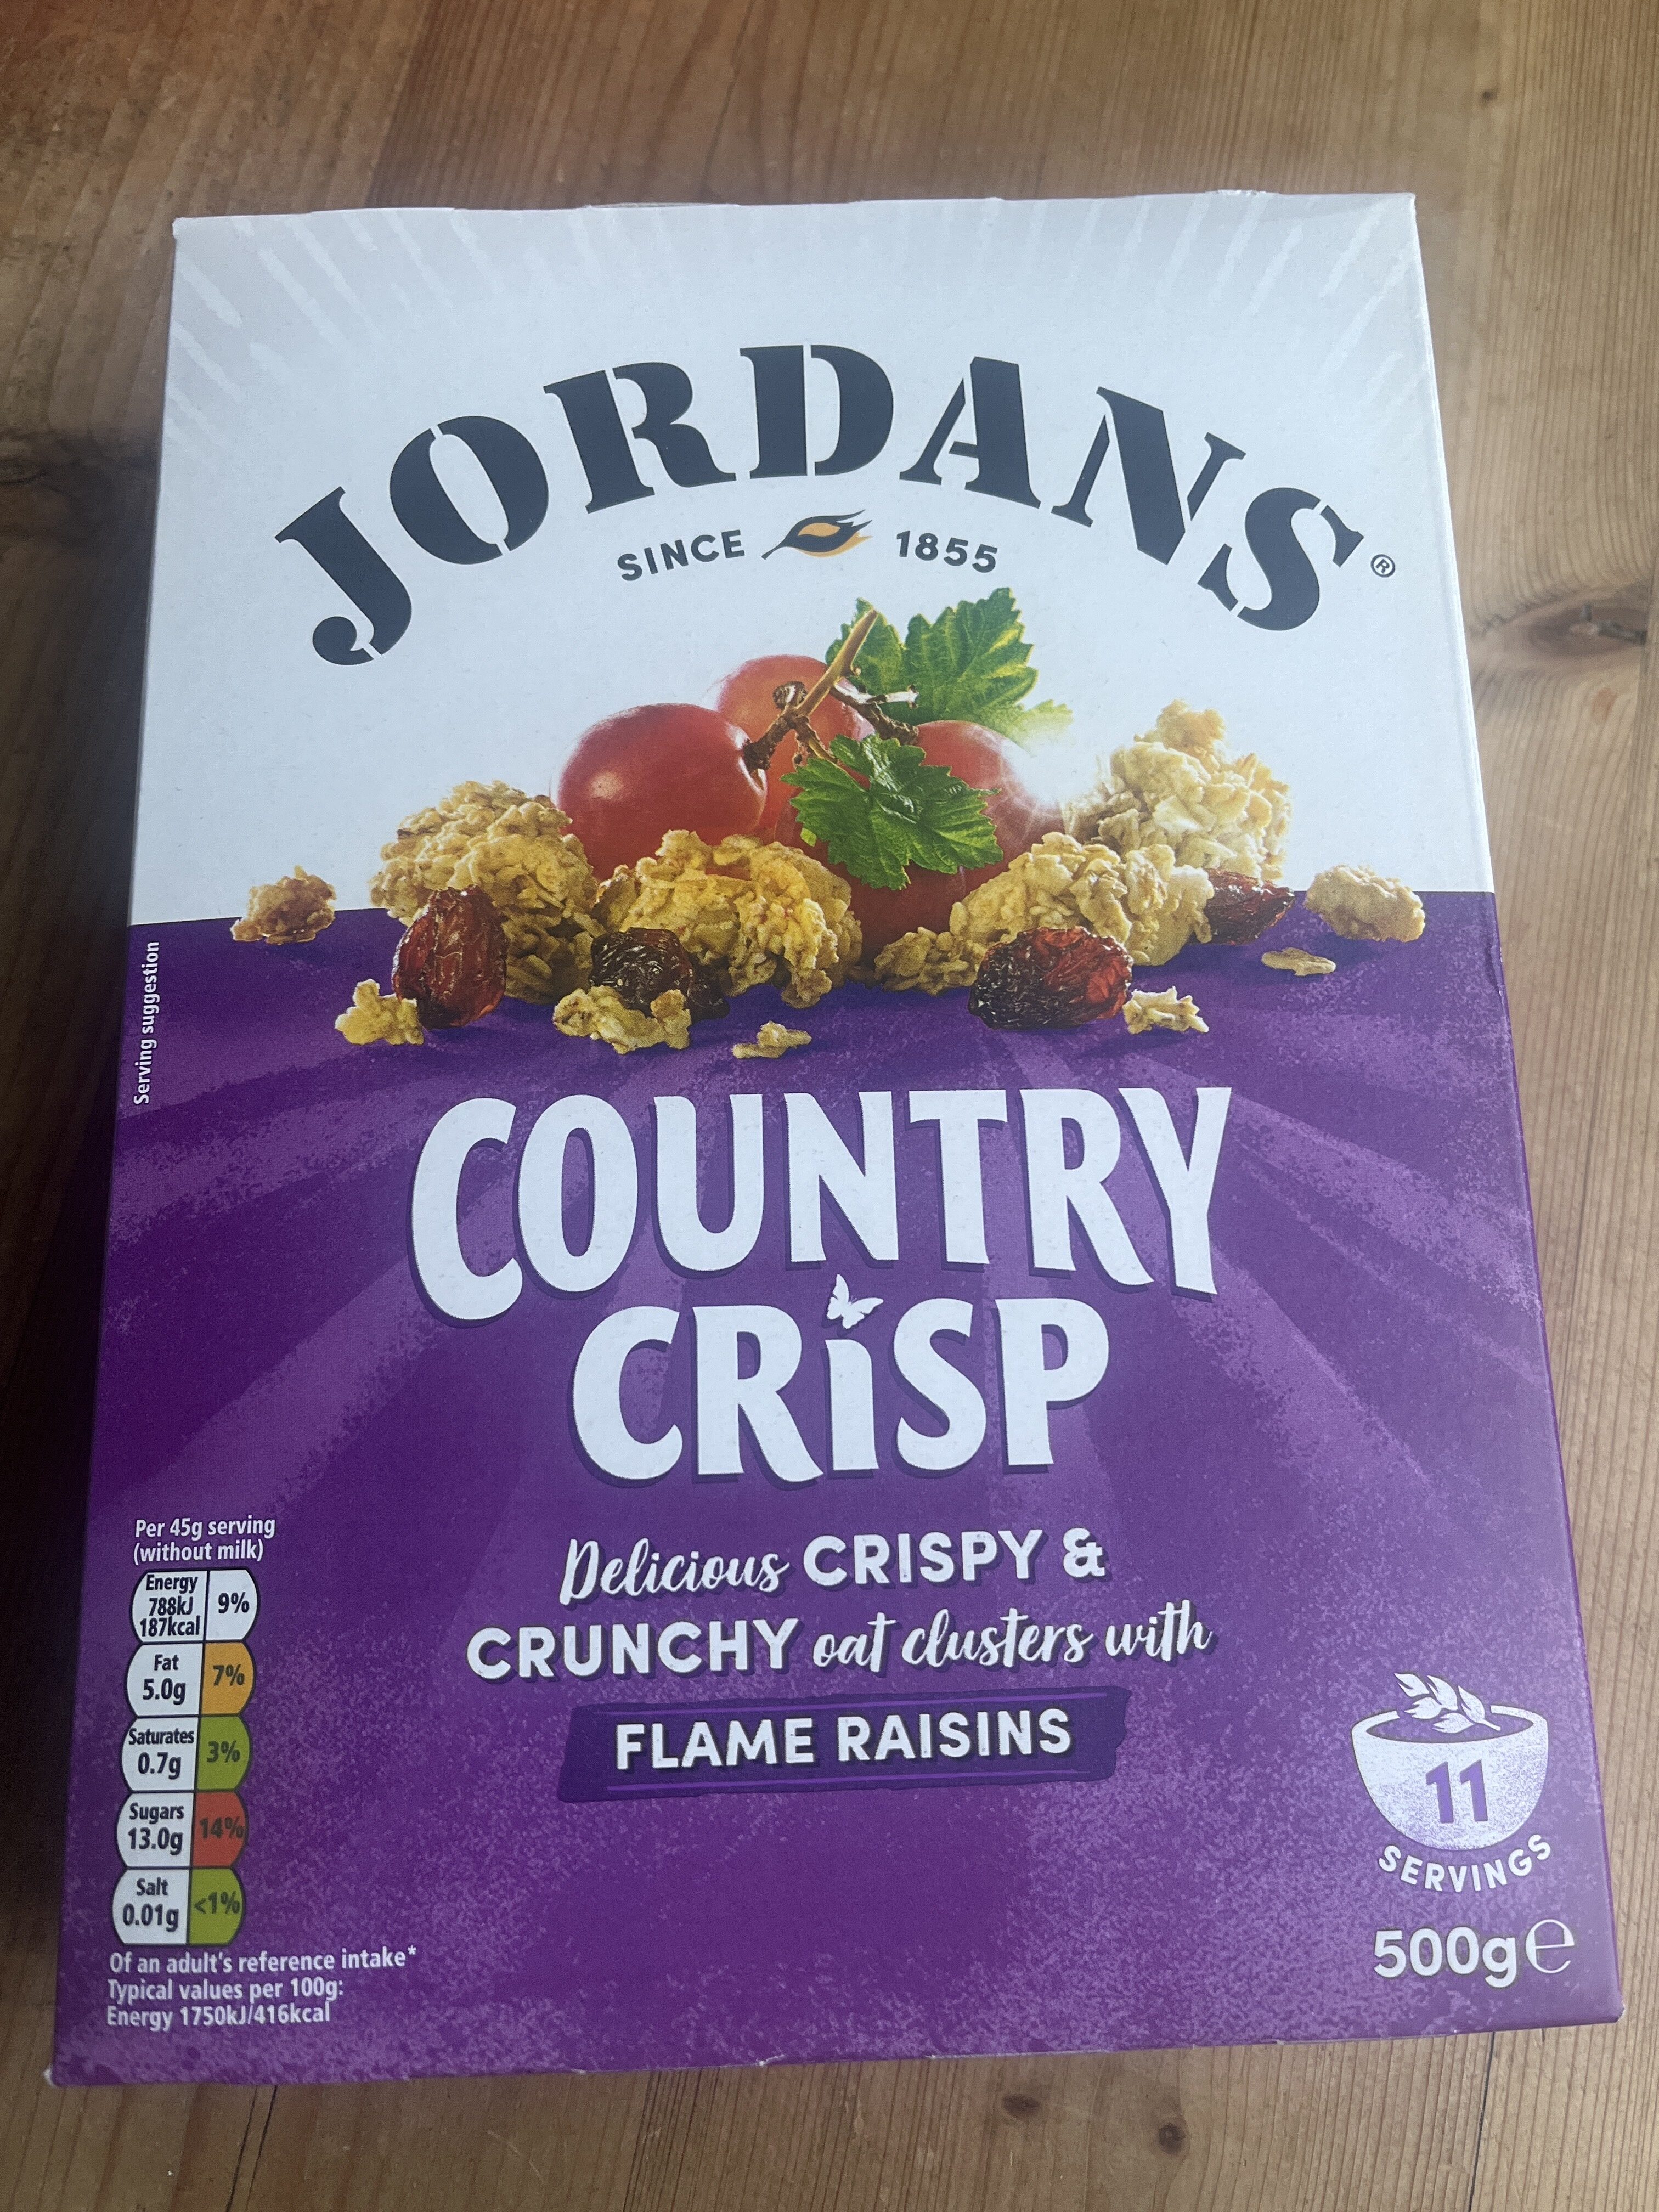 JORDANS®
SINCE 1855
Serving suggestion
COUNTRY
CRiSP
Delicious CRISPY &
CRUNCHY oat clusters with
FLAME RAISINS
Per 45g serving
(without milk)
Energy
788kJ
187kcal
9%
Fat
5.0g
7%
Saturates
0.7g
3%
Sugars
13.0g
14%
Salt
0.01g
<1%
Of an adult's reference intake*
Typical values per 100g:
Energy 1750kJ/416kcal
11
SERVINGS
500g℮